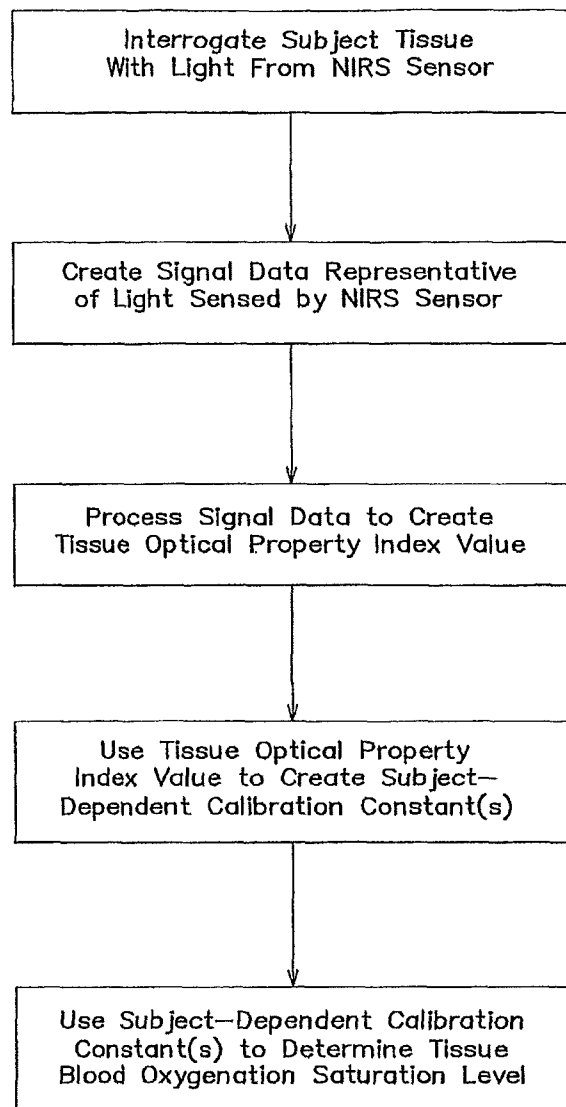 Interrogate Subject Tissue
With Light From NIRS Sensor
Create Signal Data Representative
of Light Sensed by NIRS Sensor
Process Signal Data to Create
Tissue Optical Property Index Value
Use Tissue Optical Property
Index Value to Create Subject-
Dependent Calibration Constant(s)
Use Subject-Dependent Calibration
Constant(s) to Determine Tissue
Blood Oxygenation Saturation Level